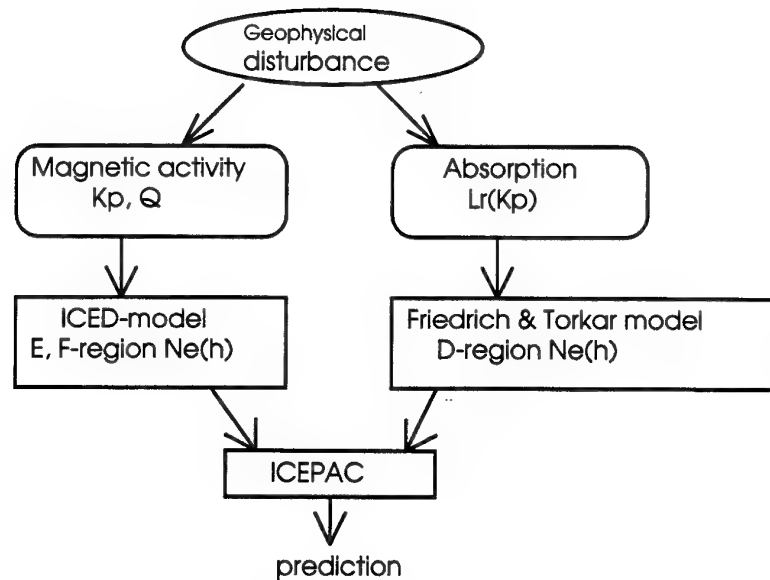 Geophysical
disturbance
Magnetic activity
Kp, Q
Absorption
Lr(Kp)
ICED-model
E, F-region Ne(h)
Friedrich & Torkar model
D-region Ne(h)
ICEPAC
prediction